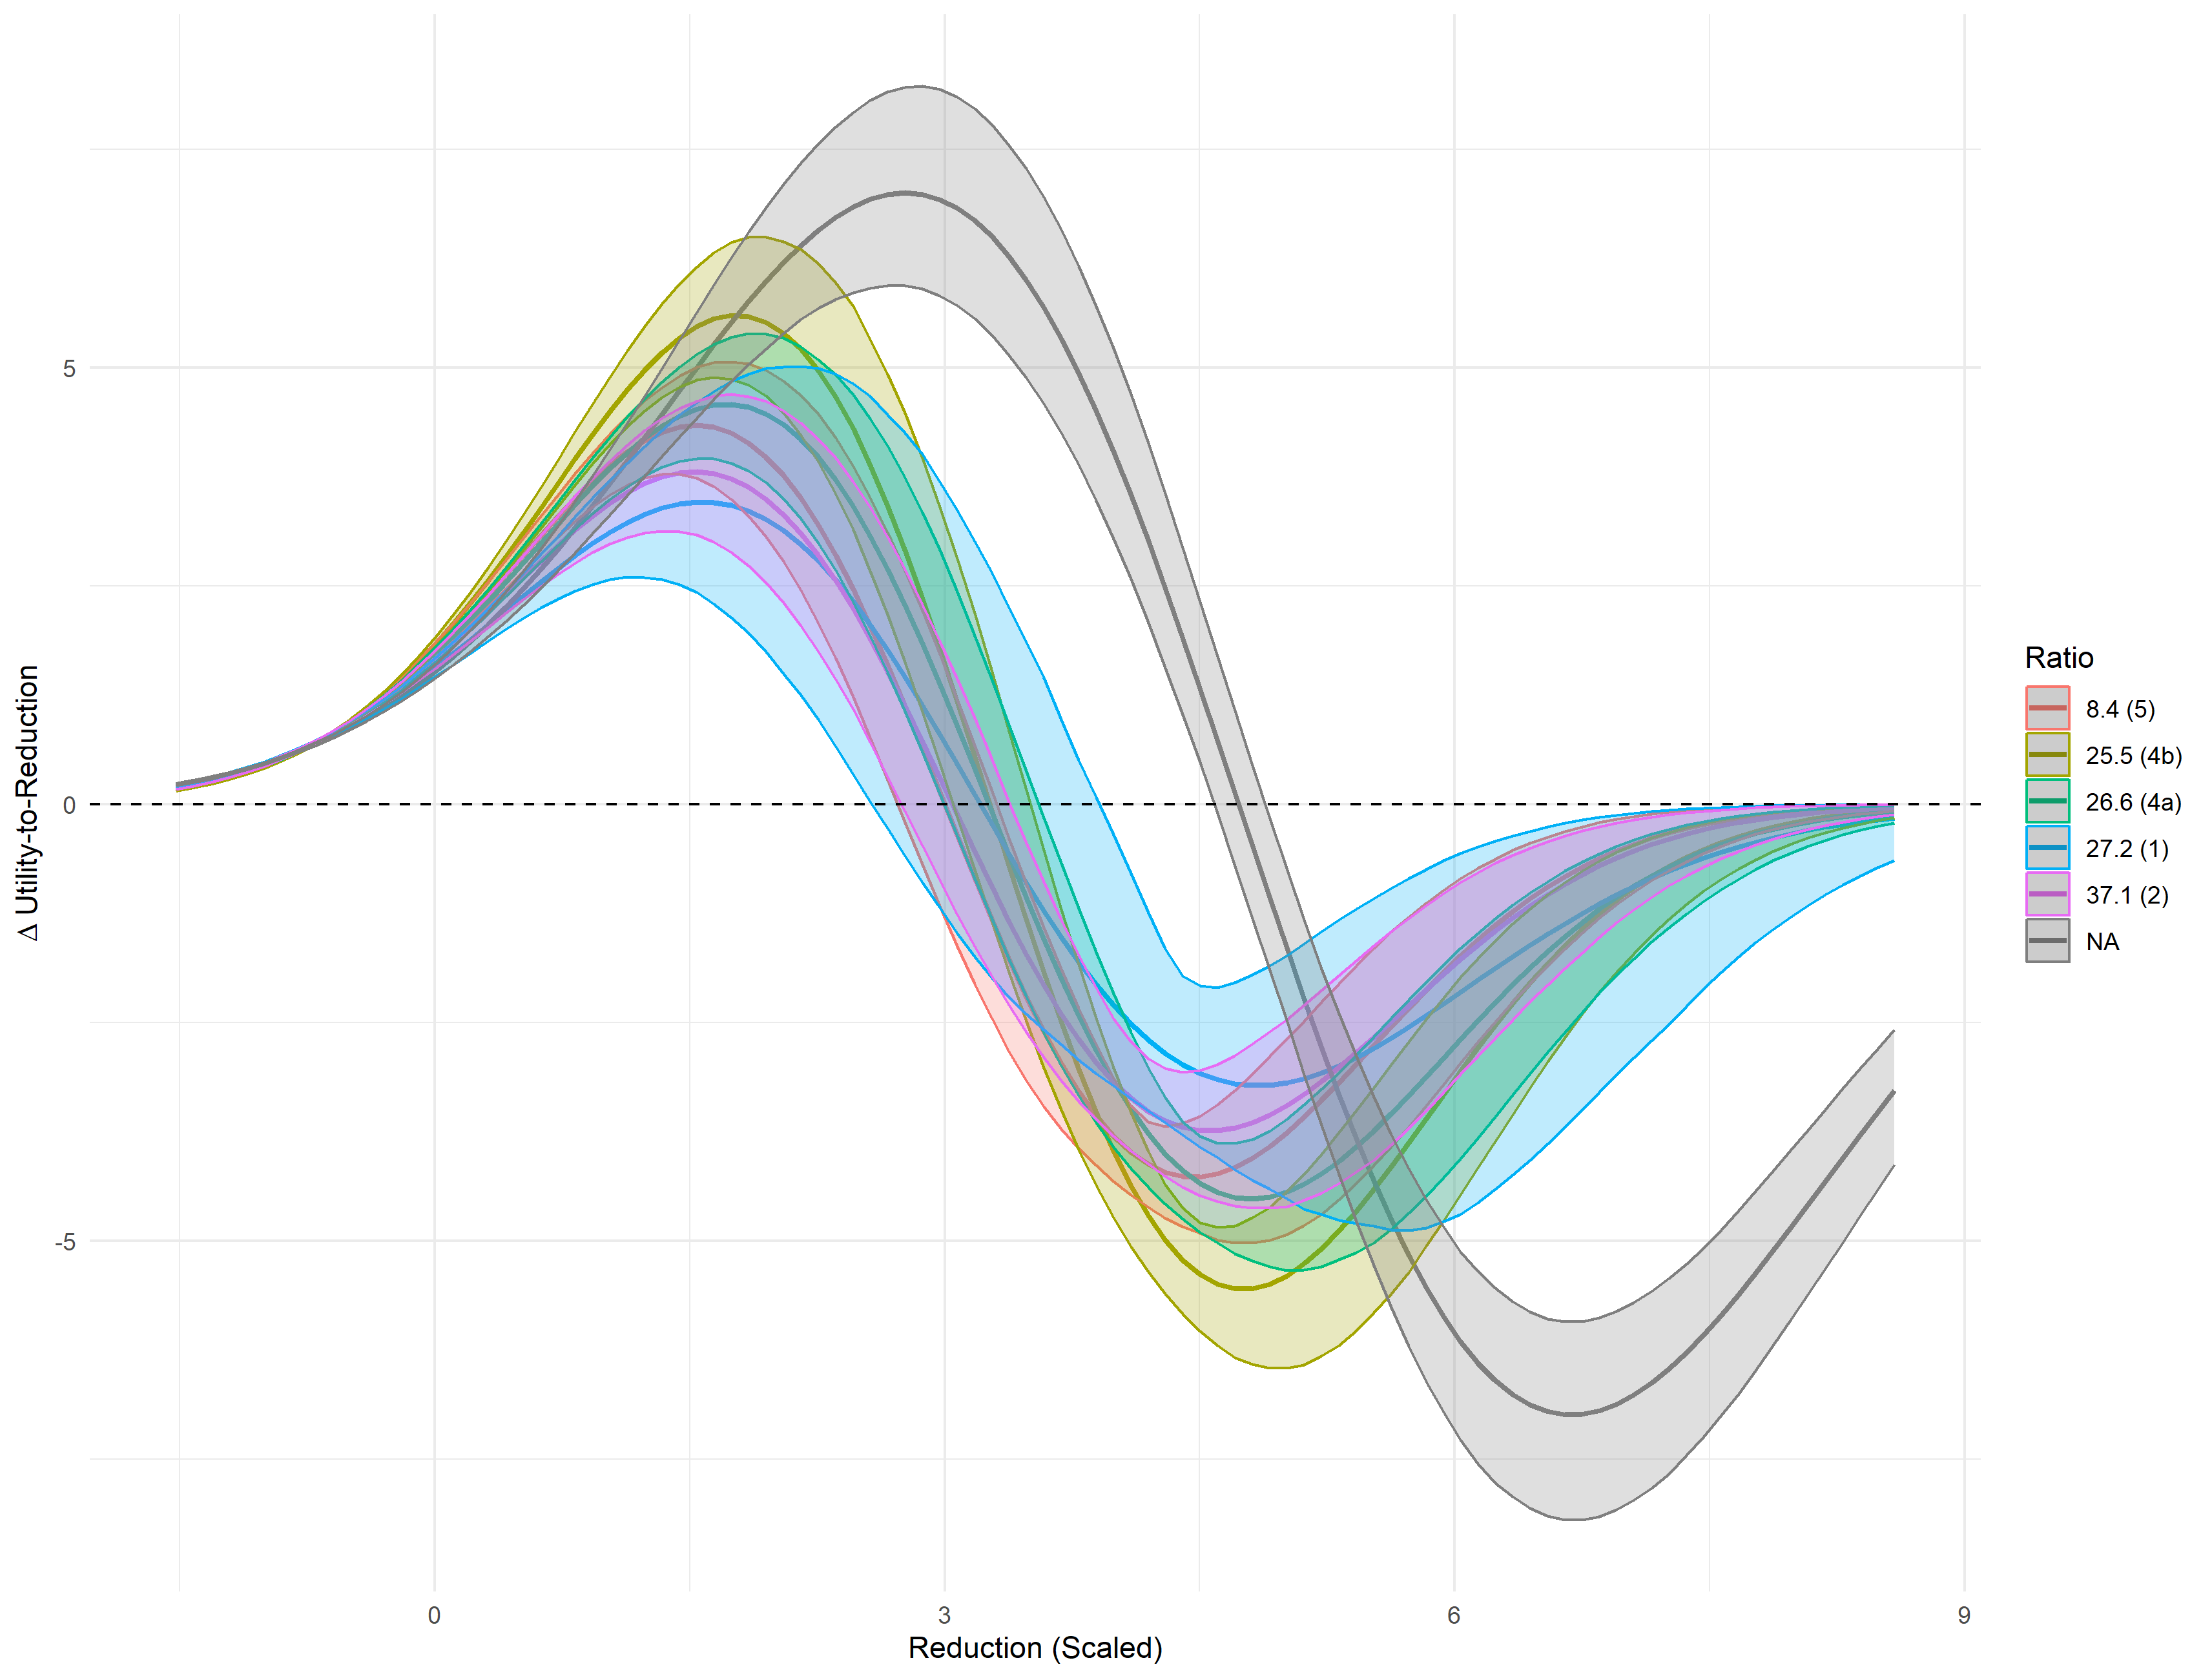 Δ Utility-to-Reduction
5
0
-5
0 3 6 9
Reduction (Scaled)
Ratio
8.4 (5)
25.5 (4b)
26.6 (4a)
27.2 (1)
37.1 (2)
NA